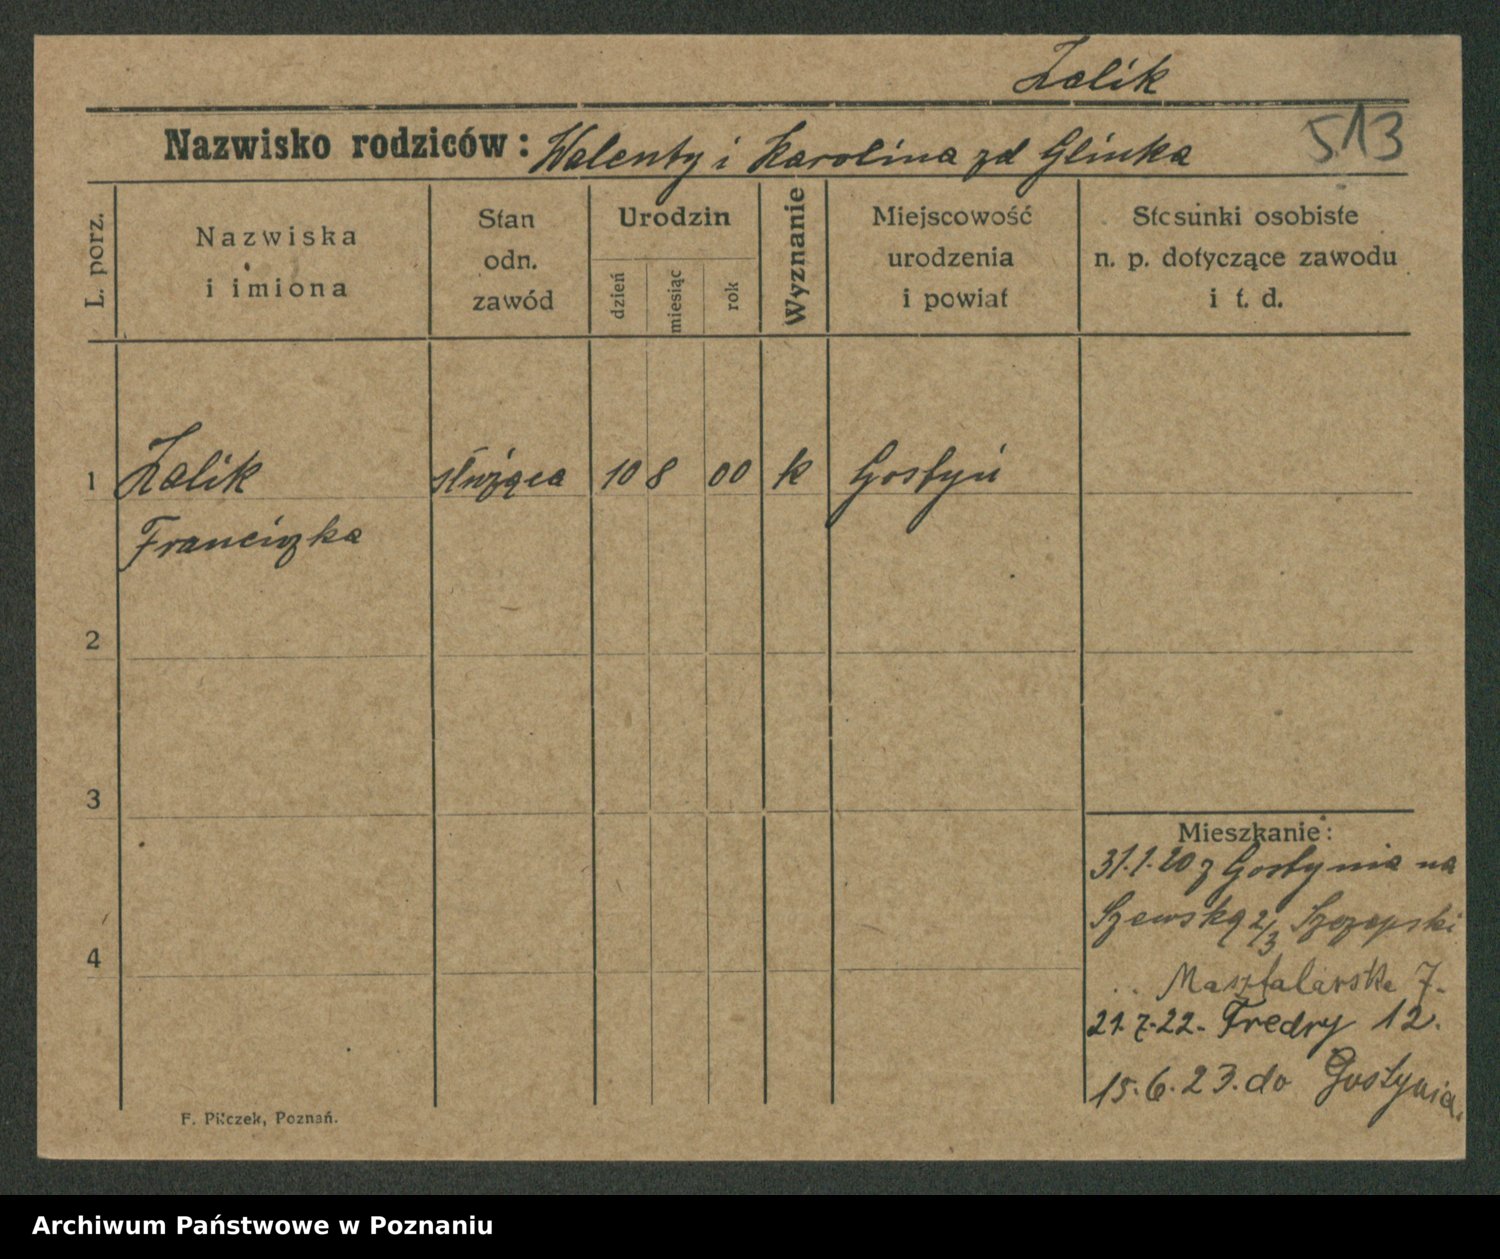 Zalik
Nazwisko rodziców: Walenty i Karolina zd Glinka
513
L. porz.
Nazwiska
i imiona
Stan
odn.
zawód
Urodzin
dzień
miesiąc
rok
Wyznanie
Miejscowość
urodzenia
i powiat
Stosunki osobiste
n. p. dotyczące zawodu
i t. d.
1 Zalik służąca 10 8 00 k Gostyń
Franciszka
2
3
4
Mieszkanie:
31.1.20 z Gostynia na
Szewską 2/3 Szczepski
.. Masztalarska 7.
21.7.22. Fredry 12.
15.6.23. do Gostynia.
F. Pilczek, Poznań.
Archiwum Państwowe w Poznaniu